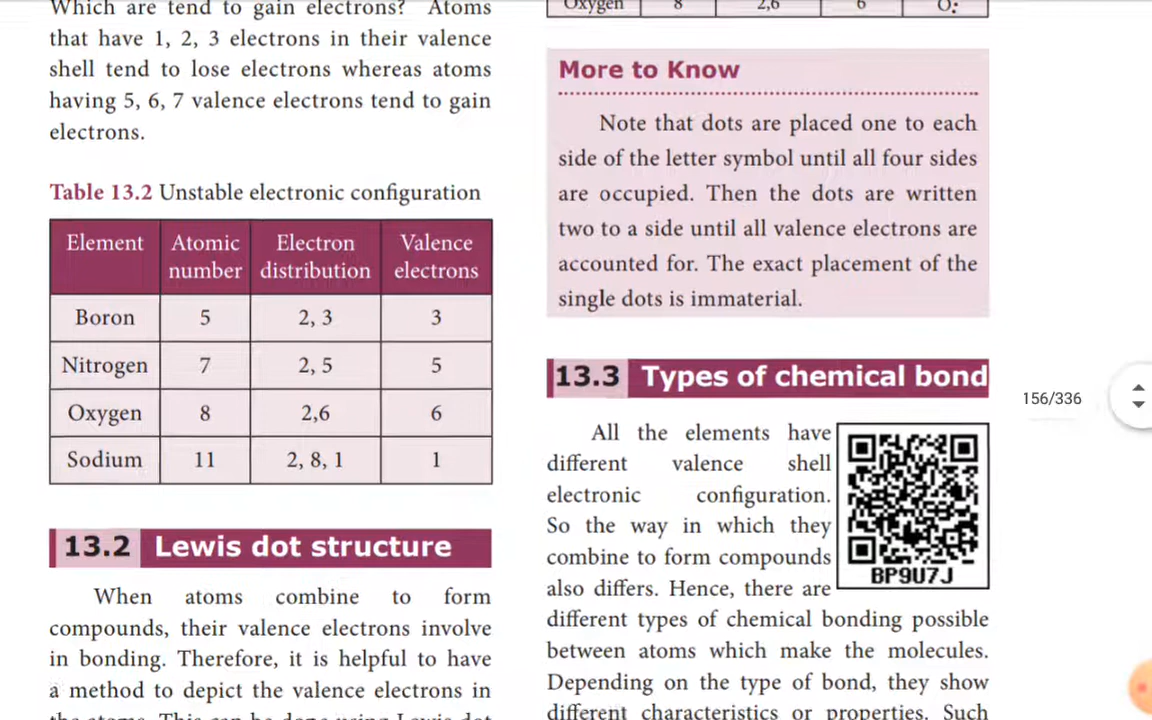 Which are tend to gain electrons? Atoms
that have 1, 2, 3 electrons in their valence
shell tend to lose electrons whereas atoms
having 5, 6, 7 valence electrons tend to gain
electrons.
Table 13.2 Unstable electronic configuration
Element Atomic number Electron distribution Valence electrons
Boron 5 2, 3 3
Nitrogen 7 2, 5 5
Oxygen 8 2,6 6
Sodium 11 2, 8, 1 1
13.2 Lewis dot structure
When atoms combine to form
compounds, their valence electrons involve
in bonding. Therefore, it is helpful to have
a method to depict the valence electrons in
the atoms. This can be done using Lewis dot
Oxygen 8 2,6 6 O:
More to Know
Note that dots are placed one to each
side of the letter symbol until all four sides
are occupied. Then the dots are written
two to a side until all valence electrons are
accounted for. The exact placement of the
single dots is immaterial.
13.3 Types of chemical bond
All the elements have
different valence shell
electronic configuration.
So the way in which they
combine to form compounds
also differs. Hence, there are
different types of chemical bonding possible
between atoms which make the molecules.
Depending on the type of bond, they show
different characteristics or properties. Such
BP9U7J
156/336